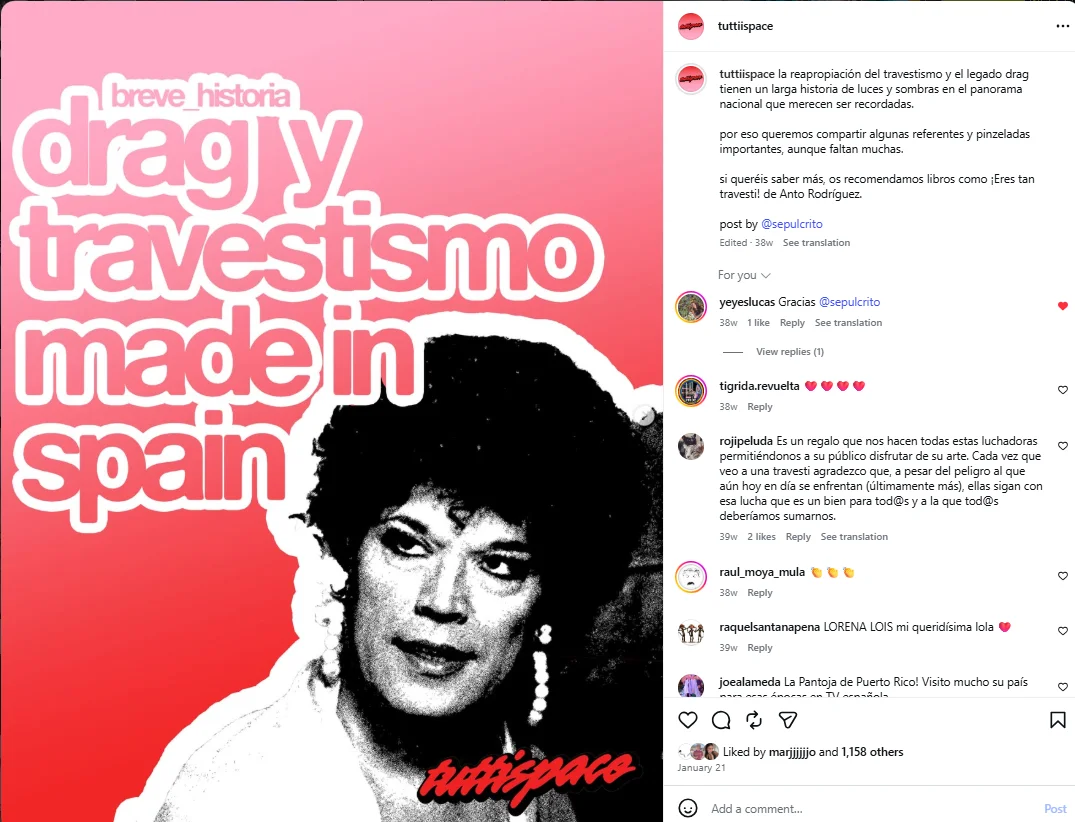 breve_historia
drag y
travestismo
made in
spain
tuttispace
tuttiispace
tuttiispace la reapropiación del travestismo y el legado drag
tienen un larga historia de luces y sombras en el panorama
nacional que merecen ser recordadas.
por eso queremos compartir algunas referentes y pinzeladas
importantes, aunque faltan muchas.
si queréis saber más, os recomendamos libros como ¡Eres tan
travesti! de Anto Rodríguez.
post by @sepulcrito
Edited · 38w See translation
For you
yeyeslucas Gracias @sepulcrito
38w 1 like Reply See translation
View replies (1)
tigrida.revuelta 💗 💗 💗 💗
38w Reply
rojipeluda Es un regalo que nos hacen todas estas luchadoras
permitiéndonos a su público disfrutar de su arte. Cada vez que
veo a una travesti agradezco que, a pesar del peligro al que
aún hoy en día se enfrentan (últimamente más), ellas sigan con
esa lucha que es un bien para tod@s y a la que tod@s
deberíamos sumarnos.
39w 2 likes Reply See translation
raul_moya_mula 👏 👏 👏
38w Reply
raquelsantanapena LORENA LOIS mi queridísima lola 💗
39w Reply
joealameda La Pantoja de Puerto Rico! Visito mucho su país
para esas épocas en TV española
Liked by marjjjjjjo and 1,158 others
January 21
Add a comment...
Post